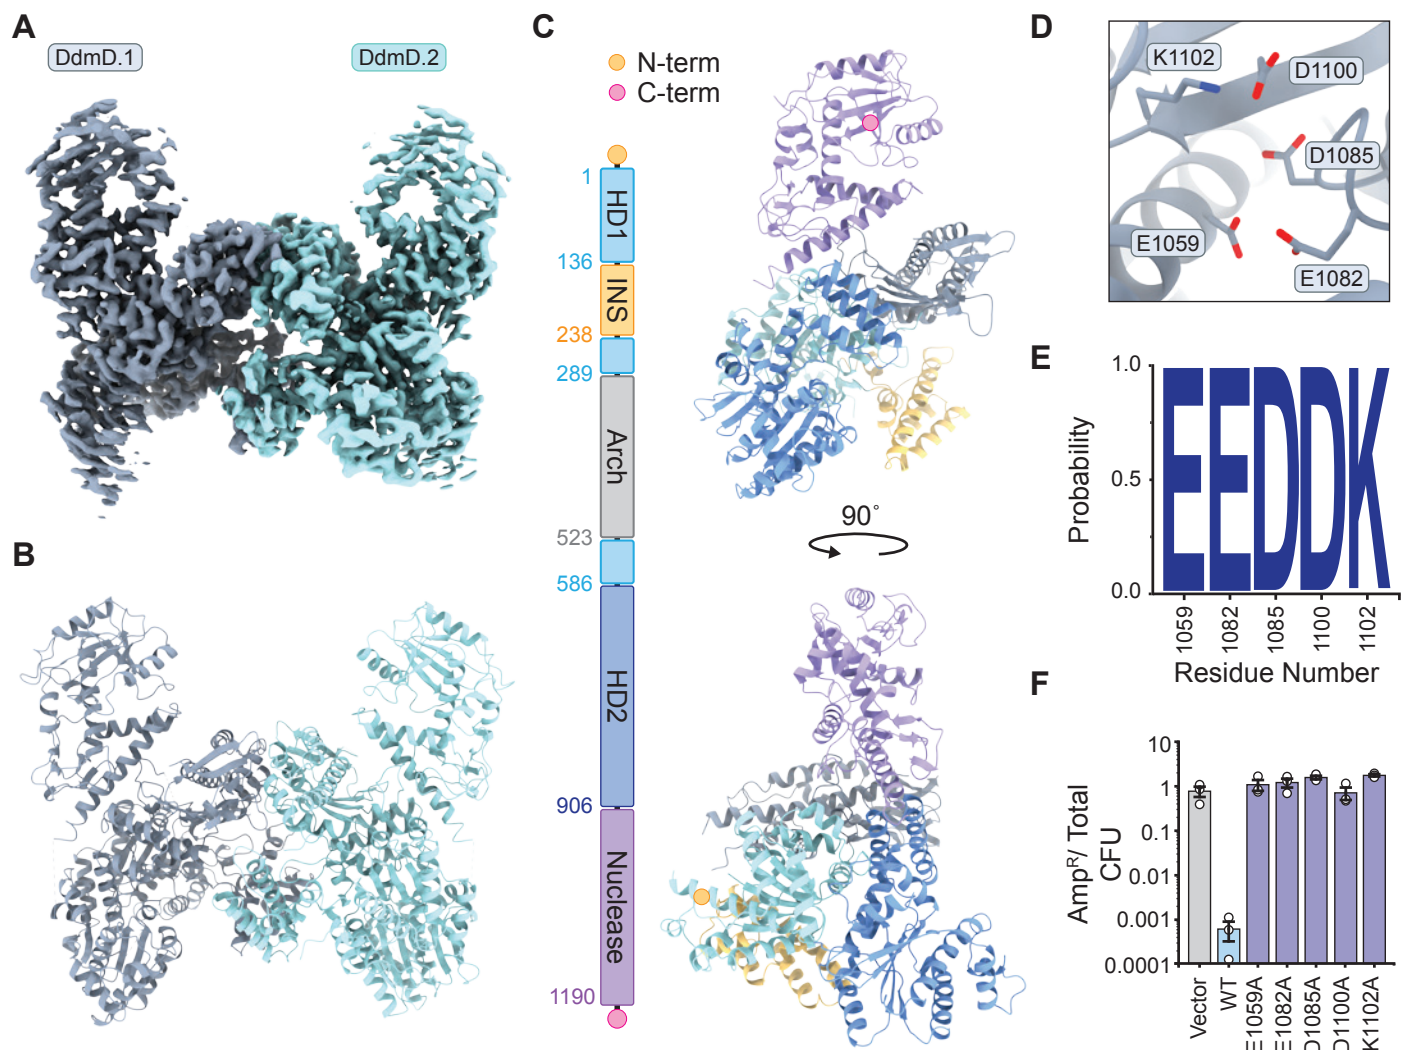 A
DdmD.1
DdmD.2
B
C
N-term
C-term
1
HD1
136
INS
238
289
Arch
523
586
HD2
906
Nuclease
1190
90°
D
K1102
D1100
D1085
E1059
E1082
E
Probability
1.0
0.5
0.0
EEDDK
1059
1082
1085
1100
1102
Residue Number
F
Amp^R/ Total
CFU
10
1
0.1
0.01
0.001
0.0001
Vector
WT
E1059A
E1082A
D1085A
D1100A
K1102A